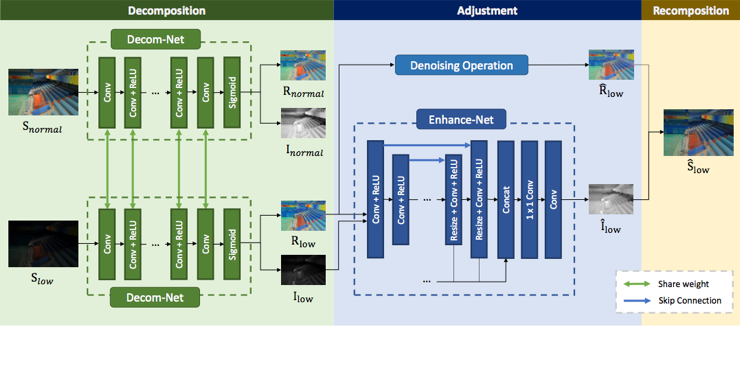 Decomposition
Adjustment
Recomposition
Decom-Net
S_normal
Conv
Conv + ReLU
...
Conv + ReLU
Conv
Sigmoid
R_normal
I_normal
S_low
Conv
Conv + ReLU
...
Conv + ReLU
Conv
Sigmoid
Decom-Net
R_low
I_low
Denoising Operation
R̂_low
Enhance-Net
Conv + ReLU
Conv + ReLU
...
Resize + Conv + ReLU
Resize + Conv + ReLU
Concat
1 x 1 Conv
Conv
...
Î_low
Ŝ_low
Share weight
Skip Connection